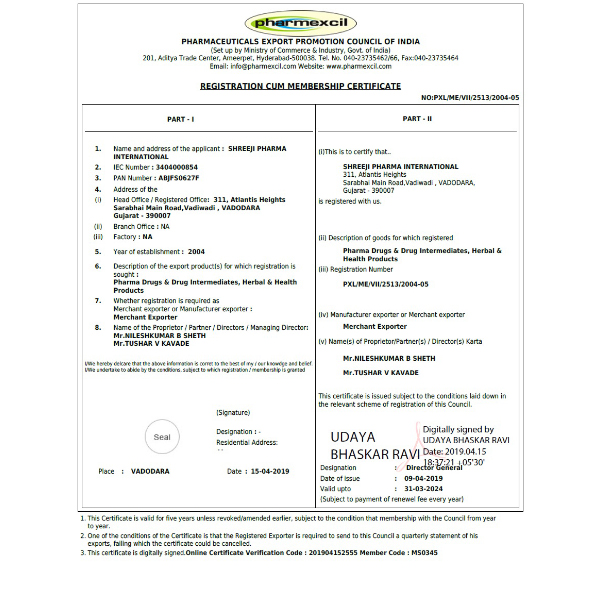 pharmexcil
PHARMACEUTICALS EXPORT PROMOTION COUNCIL OF INDIA
(Set up by Ministry of Commerce & Industry, Govt. of India)
201, Aditya Trade Center, Ameerpet, Hyderabad-500038. Tel. No. 040-23735462/66, Fax:040-23735464
Email: info@pharmexcil.com Website: www.pharmexcil.com
REGISTRATION CUM MEMBERSHIP CERTIFICATE
NO:PXL/ME/VII/2513/2004-05
PART - I
1. Name and address of the applicant : SHREEJI PHARMA
INTERNATIONAL
2. IEC Number : 3404000854
3. PAN Number : ABJFS0627F
4. Address of the
(i) Head Office / Registered Office: 311, Atlantis Heights
Sarabhai Main Road,Vadiwadi , VADODARA
Gujarat - 390007
(ii) Branch Office : NA
(iii) Factory : NA
5. Year of establishment : 2004
6. Description of the export product(s) for which registration is
sought :
Pharma Drugs & Drug Intermediates, Herbal & Health
Products
7. Whether registration is required as
Merchant exporter or Manufacturer exporter :
Merchant Exporter
8. Name of the Proprietor / Partner / Directors / Managing Director:
Mr.NILESHKUMAR B SHETH
Mr.TUSHAR V KAVADE
I/We hereby delcare that the above information is corret to the best of my / our knowdge and belief.
I/We undertake to abide by the conditions, subject to which registration / membership is granted
(Signature)
Seal
Designation : -
Residential Address:
- -
Place : VADODARA Date : 15-04-2019
PART - II
(i)This is to certify that..
SHREEJI PHARMA INTERNATIONAL
311, Atlantis Heights
Sarabhai Main Road,Vadiwadi , VADODARA,
Gujarat - 390007
is registered with us.
(ii) Description of goods for which registered
Pharma Drugs & Drug Intermediates, Herbal &
Health Products
(iii) Registration Number
PXL/ME/VII/2513/2004-05
(iv) Manufacturer exporter or Merchant exporter
Merchant Exporter
(v) Name(s) of Proprietor/Partner(s) / Director(s) Karta
Mr.NILESHKUMAR B SHETH
Mr.TUSHAR V KAVADE
This certificate is issued subject to the conditions laid down in
the relevant scheme of registration of this Council.
UDAYA
BHASKAR RAVI
Digitally signed by
UDAYA BHASKAR RAVI
Date: 2019.04.15
18:37:21 +05'30'
Designation : Director General
Date of issue : 09-04-2019
Valid upto : 31-03-2024
(Subject to payment of renewel fee every year)
1. This Certificate is valid for five years unless revoked/amended earlier, subject to the condition that membership with the Council from year
to year.
2. One of the conditions of the Certificate is that the Registered Exporter is required to send to this Council a quarterly statement of his
exports, failing which the certificate could be cancelled.
3. This certificate is digitally signed.Online Certificate Verification Code : 201904152555 Member Code : MS0345